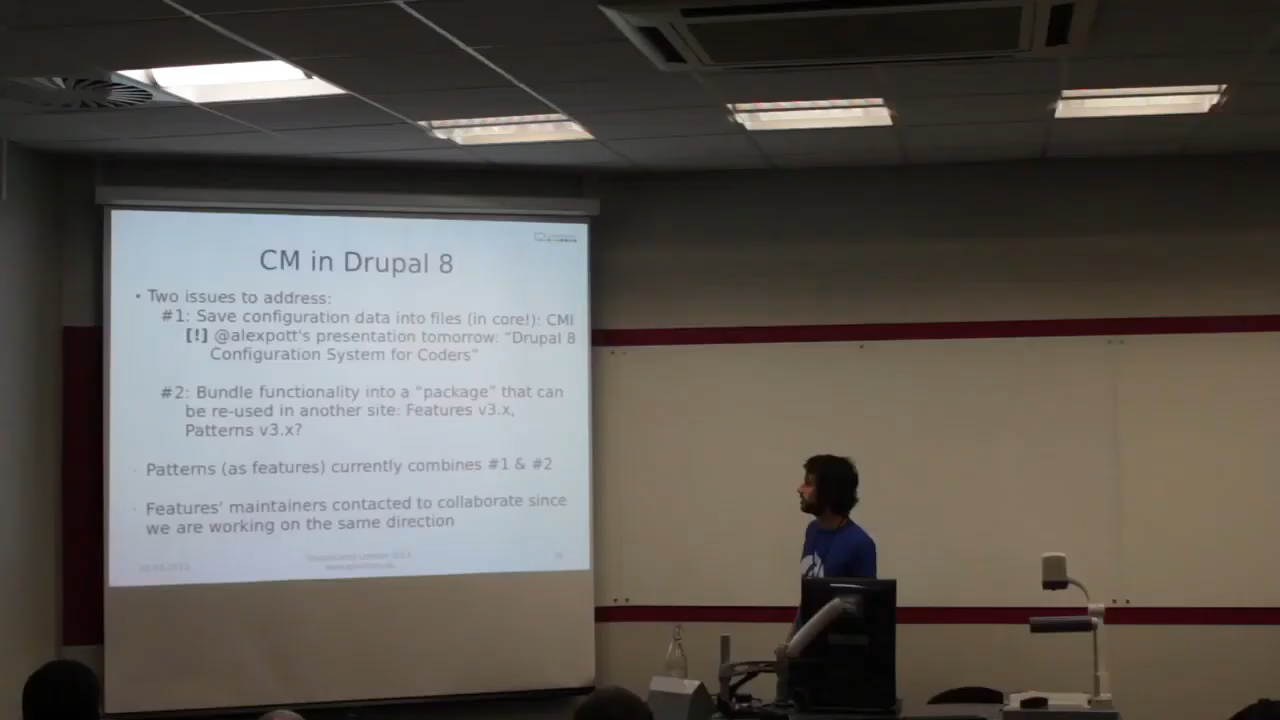 CM in Drupal 8
• Two issues to address:
#1: Save configuration data into files (in core!): CMI
[!] @alexpott's presentation tomorrow: “Drupal 8
Configuration System for Coders”
#2: Bundle functionality into a “package” that can
be re-used in another site: Features v3.x,
Patterns v3.x?
Patterns (as features) currently combines #1 & #2
Features' maintainers contacted to collaborate since
we are working on the same direction